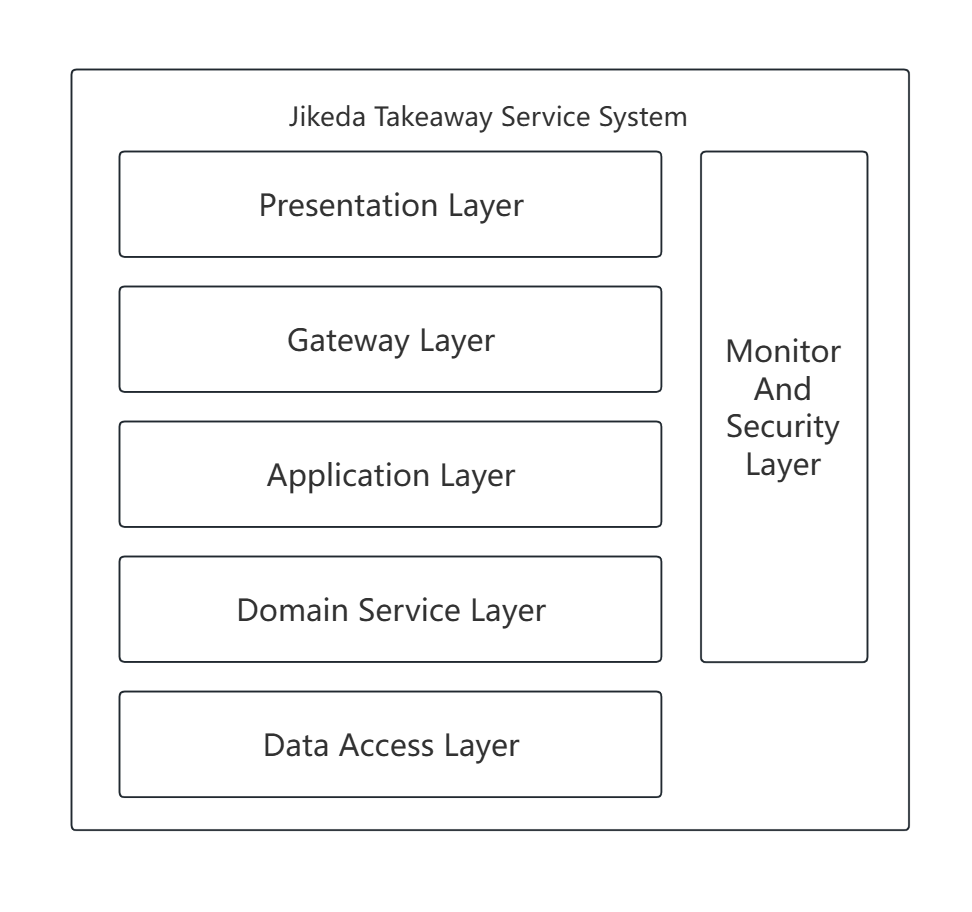 Jikeda Takeaway Service System
Presentation Layer
Gateway Layer
Application Layer
Domain Service Layer
Data Access Layer
Monitor
And
Security
Layer